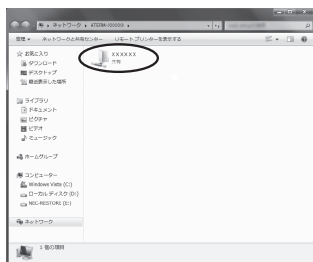 ネットワーク ▸ ATERM-XXXXXX ▸
整理 ▾ ネットワークと共有センター リモート プリンターを表示する
お気に入り
ダウンロード
デスクトップ
最近表示した場所
ライブラリ
ドキュメント
ピクチャ
ビデオ
ミュージック
ホームグループ
コンピューター
Windows Vista (C:)
ローカル ディスク (D:)
NEC-RESTORE (E:)
ネットワーク
XXXXXX
共有
1 個の項目